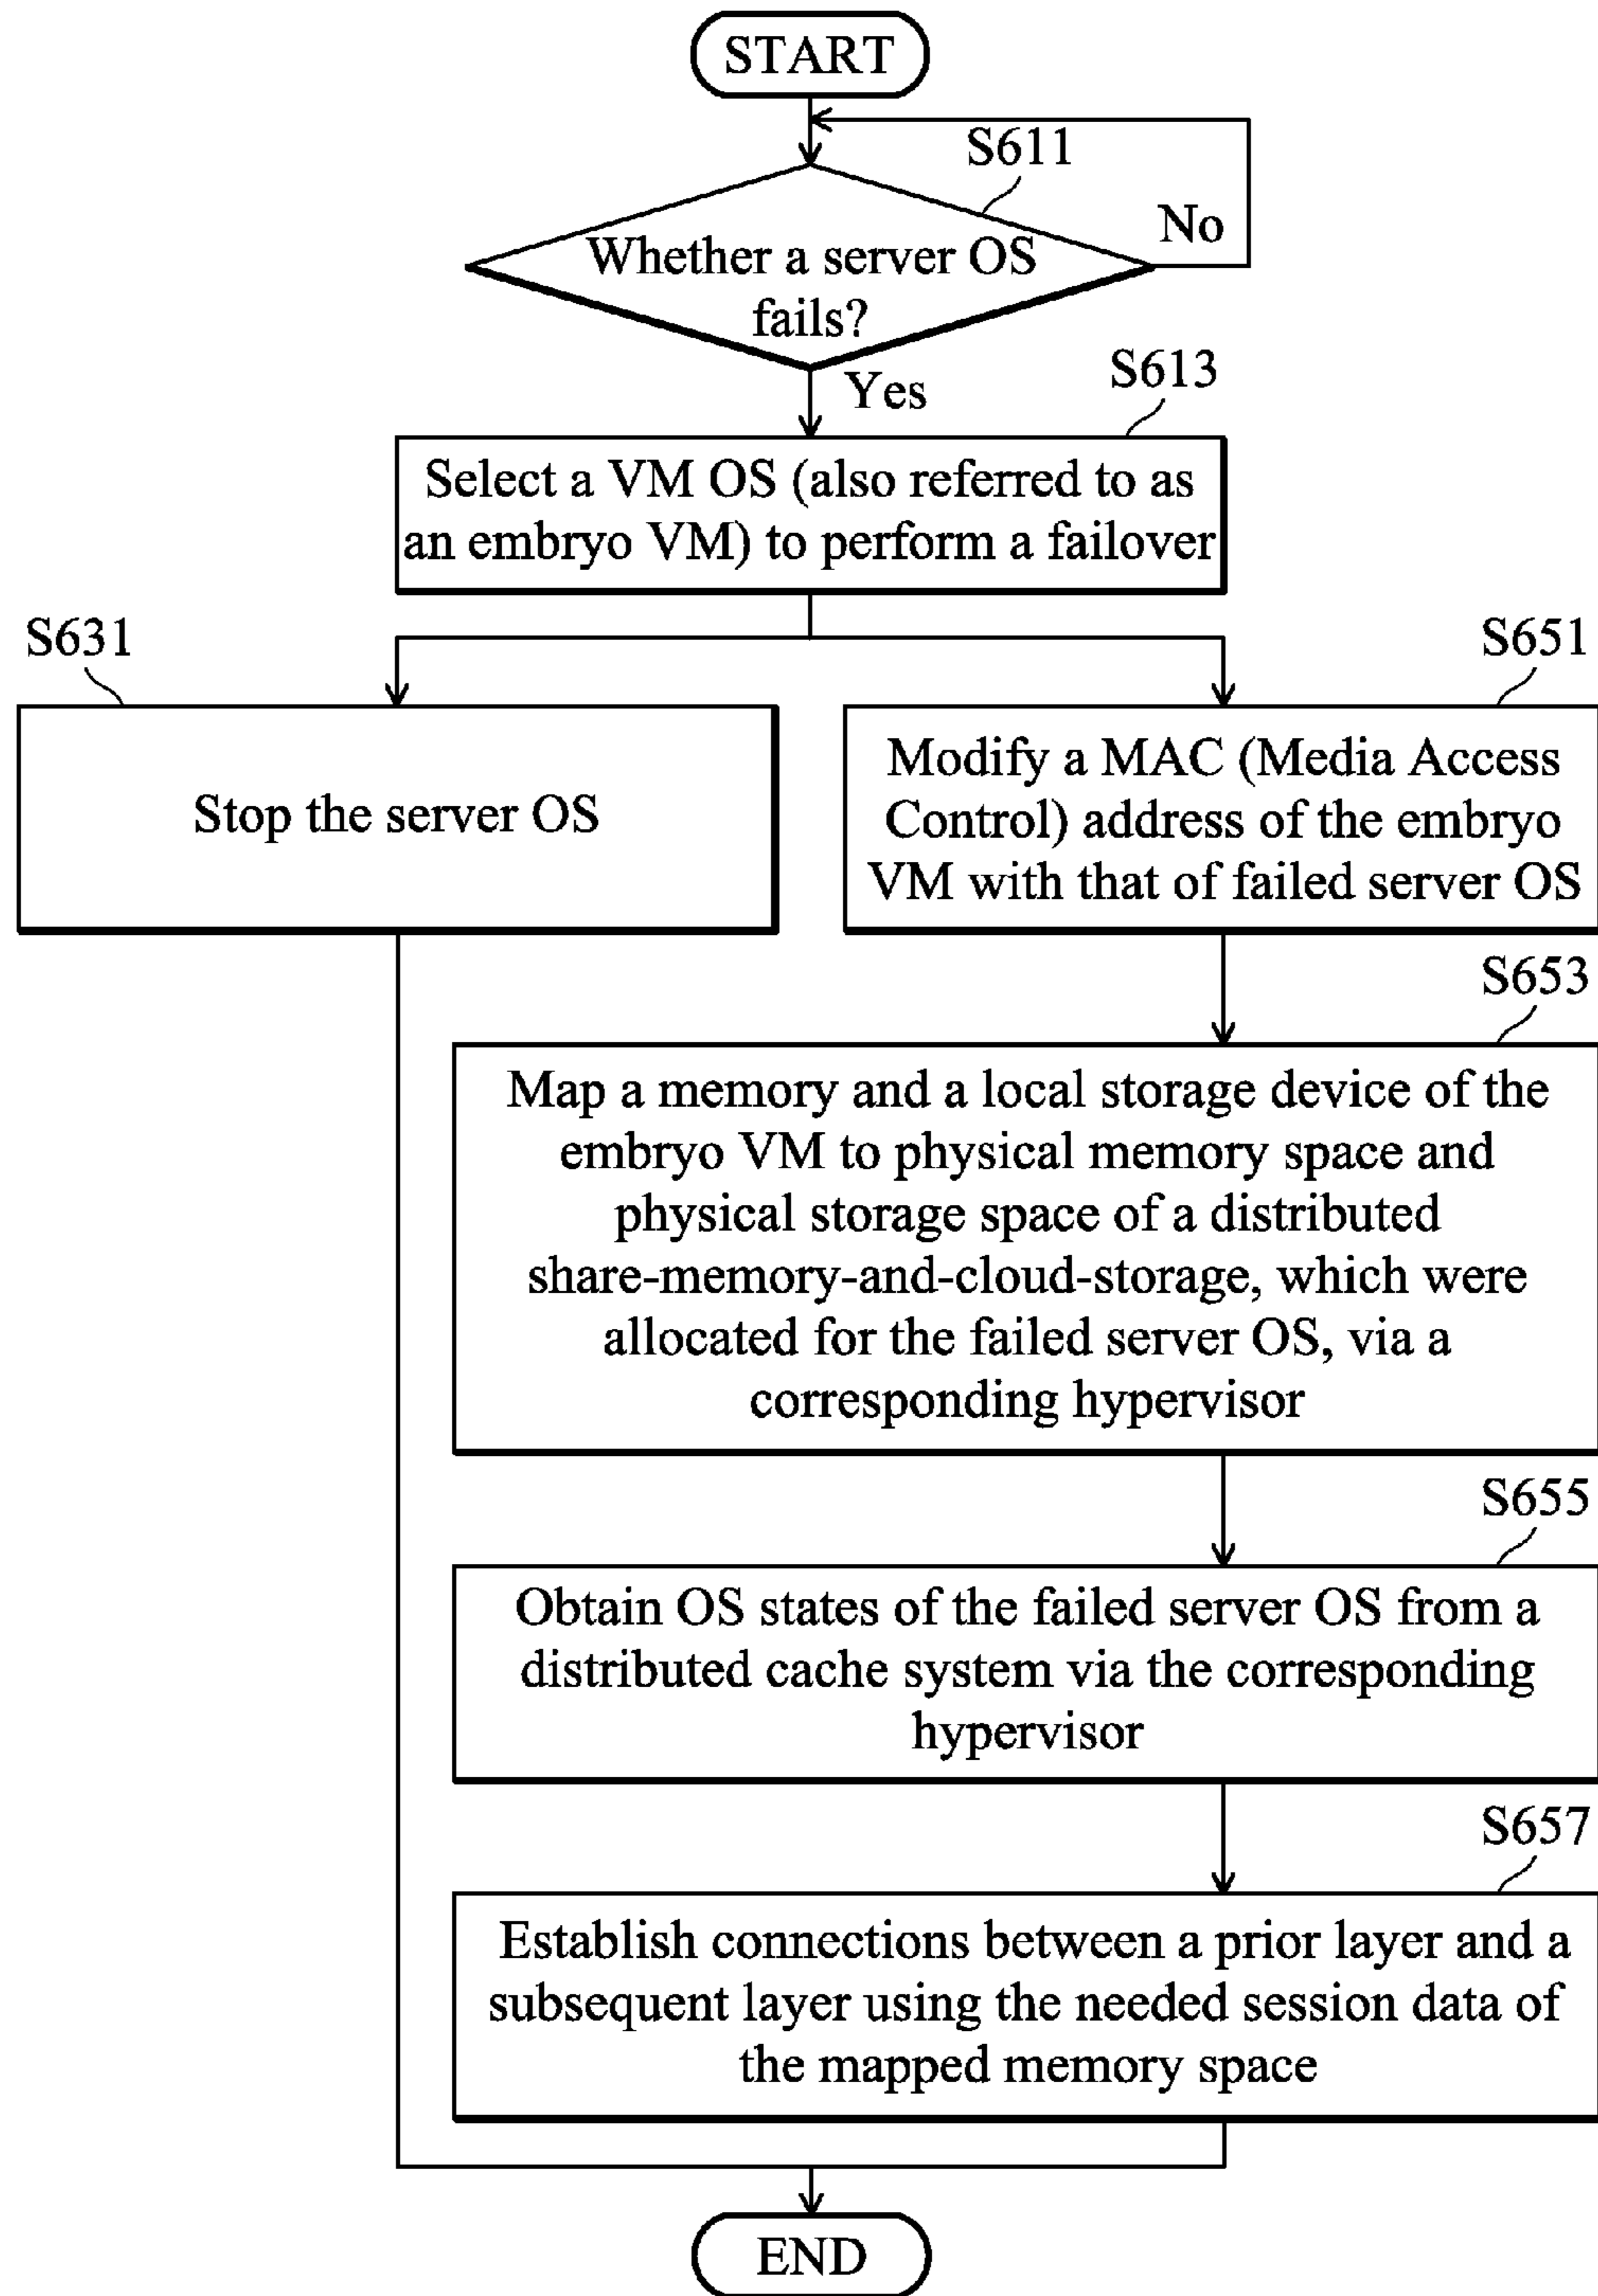 START
S611
No
Whether a server OS
fails?
Yes
S613
Select a VM OS (also referred to as
an embryo VM) to perform a failover
S631
S651
Stop the server OS
Modify a MAC (Media Access
Control) address of the embryo
VM with that of failed server OS
S653
Map a memory and a local storage device of the
embryo VM to physical memory space and
physical storage space of a distributed
share-memory-and-cloud-storage, which were
allocated for the failed server OS, via a
corresponding hypervisor
S655
Obtain OS states of the failed server OS from a
distributed cache system via the corresponding
hypervisor
S657
Establish connections between a prior layer and a
subsequent layer using the needed session data of
the mapped memory space
END